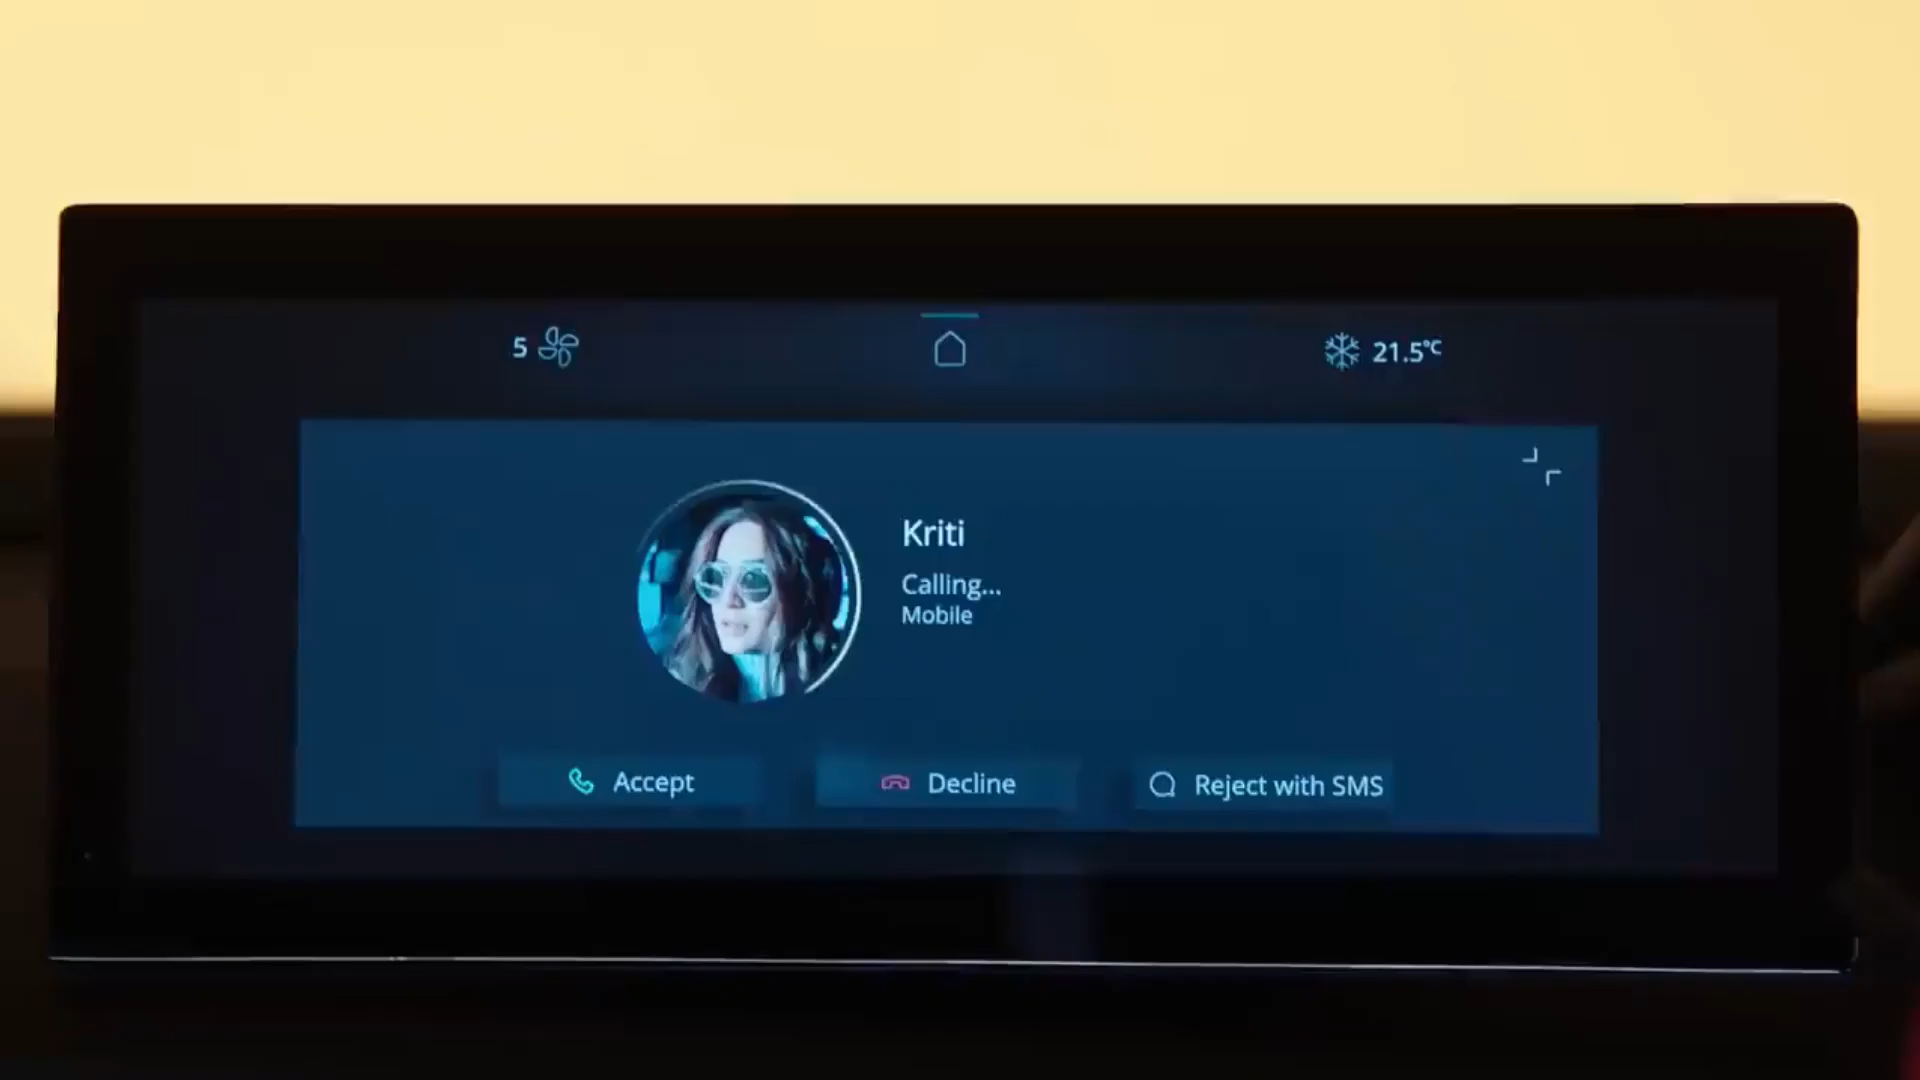 5
21.5°C
Kriti
Calling...
Mobile
Accept
Decline
Reject with SMS